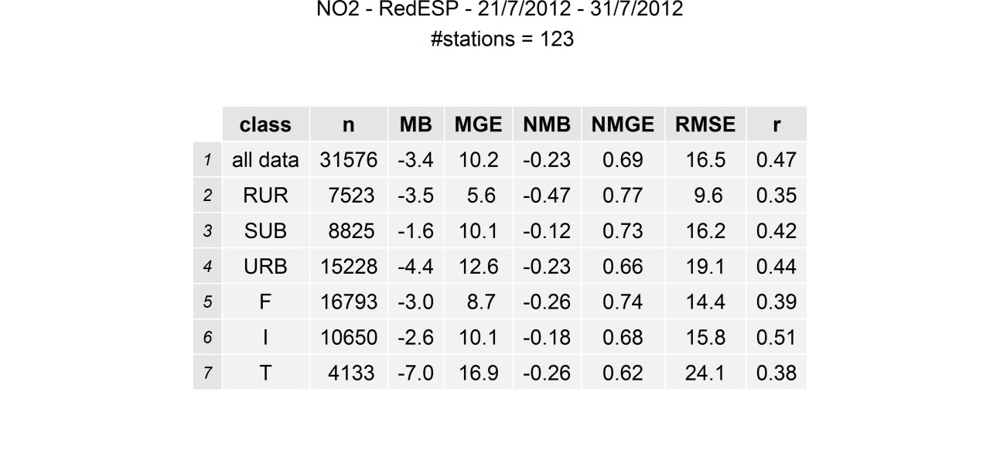 NO2 - RedESP - 21/7/2012 - 31/7/2012
#stations = 123
class n MB MGE NMB NMGE RMSE r
1 all data 31576 -3.4 10.2 -0.23 0.69 16.5 0.47
2 RUR 7523 -3.5 5.6 -0.47 0.77 9.6 0.35
3 SUB 8825 -1.6 10.1 -0.12 0.73 16.2 0.42
4 URB 15228 -4.4 12.6 -0.23 0.66 19.1 0.44
5 F 16793 -3.0 8.7 -0.26 0.74 14.4 0.39
6 I 10650 -2.6 10.1 -0.18 0.68 15.8 0.51
7 T 4133 -7.0 16.9 -0.26 0.62 24.1 0.38